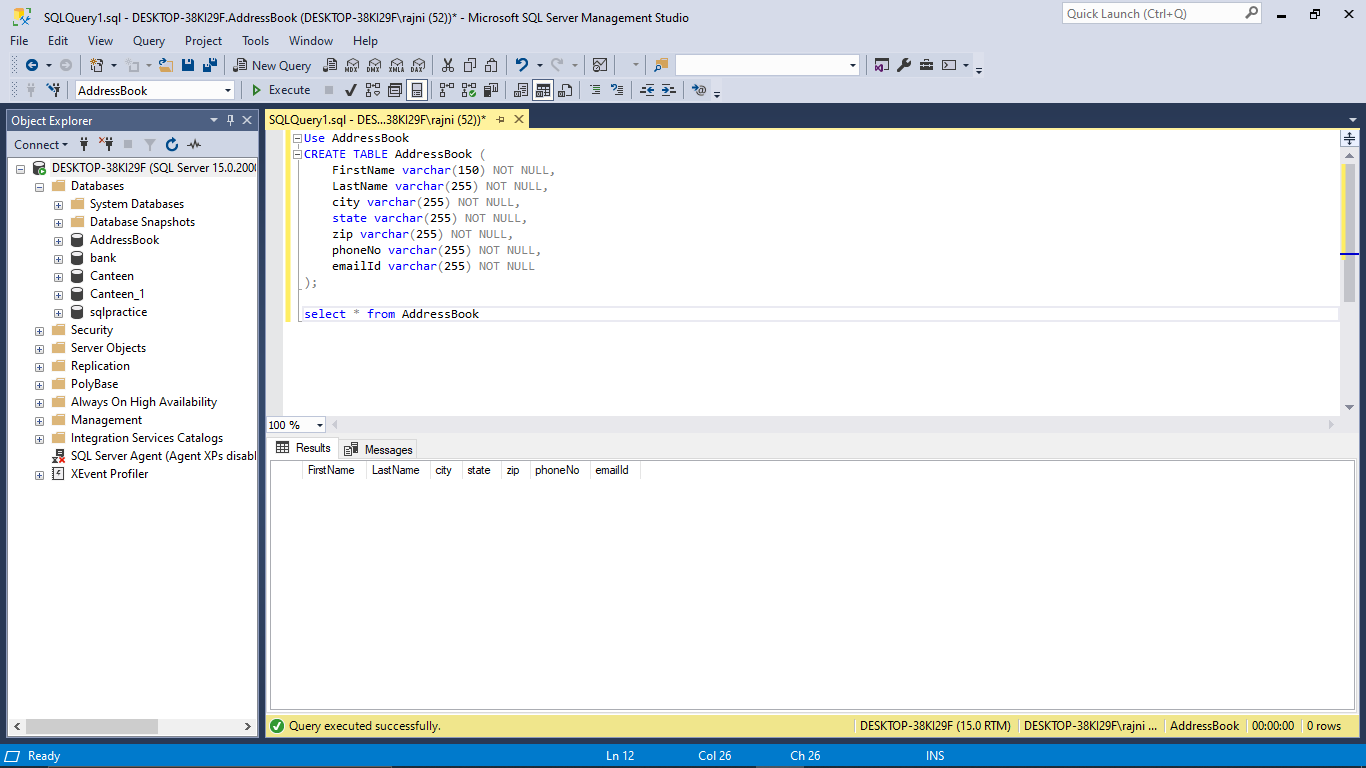 SQLQuery1.sql - DESKTOP-38KI29F.AddressBook (DESKTOP-38KI29F\rajni (52))* - Microsoft SQL Server Management Studio
Quick Launch (Ctrl+Q)
File Edit View Query Project Tools Window Help
New Query MDX DMX XMLA DAX
AddressBook Execute
Object Explorer
Connect
DESKTOP-38KI29F (SQL Server 15.0.2000
Databases
System Databases
Database Snapshots
AddressBook
bank
Canteen
Canteen_1
sqlpractice
Security
Server Objects
Replication
PolyBase
Always On High Availability
Management
Integration Services Catalogs
SQL Server Agent (Agent XPs disabl
XEvent Profiler
SQLQuery1.sql - DES...38KI29F\rajni (52))*
Use AddressBook
CREATE TABLE AddressBook (
FirstName varchar(150) NOT NULL,
LastName varchar(255) NOT NULL,
city varchar(255) NOT NULL,
state varchar(255) NOT NULL,
zip varchar(255) NOT NULL,
phoneNo varchar(255) NOT NULL,
emailId varchar(255) NOT NULL
);
select * from AddressBook
100 %
Results Messages
FirstName LastName city state zip phoneNo emailId
Query executed successfully. DESKTOP-38KI29F (15.0 RTM) DESKTOP-38KI29F\rajni ... AddressBook 00:00:00 0 rows
Ready Ln 12 Col 26 Ch 26 INS